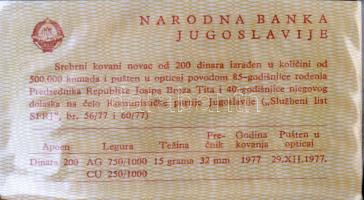 NARODNA BANKA
JUGOSLAVIJE
Srebrni kovani novac od 200 dinara izrađen u količini od
500.000 komada i pušten u opticaj povodom 85-godišnjice rođenja
Predsednika Republike Josipa Broza Tita i 40-godišnjice njegovog
dolaska na čelo Komunističke partije Jugoslavije („Službeni list
SFRJ", br. 56/77 i 60/77)
Apoen Legura Težina Prečnik Godina kovanja Pušten u opticaj
Dinara 200 AG 750/1000 15 grama 32 mm 1977 29.XII.1977.
CU 250/1000